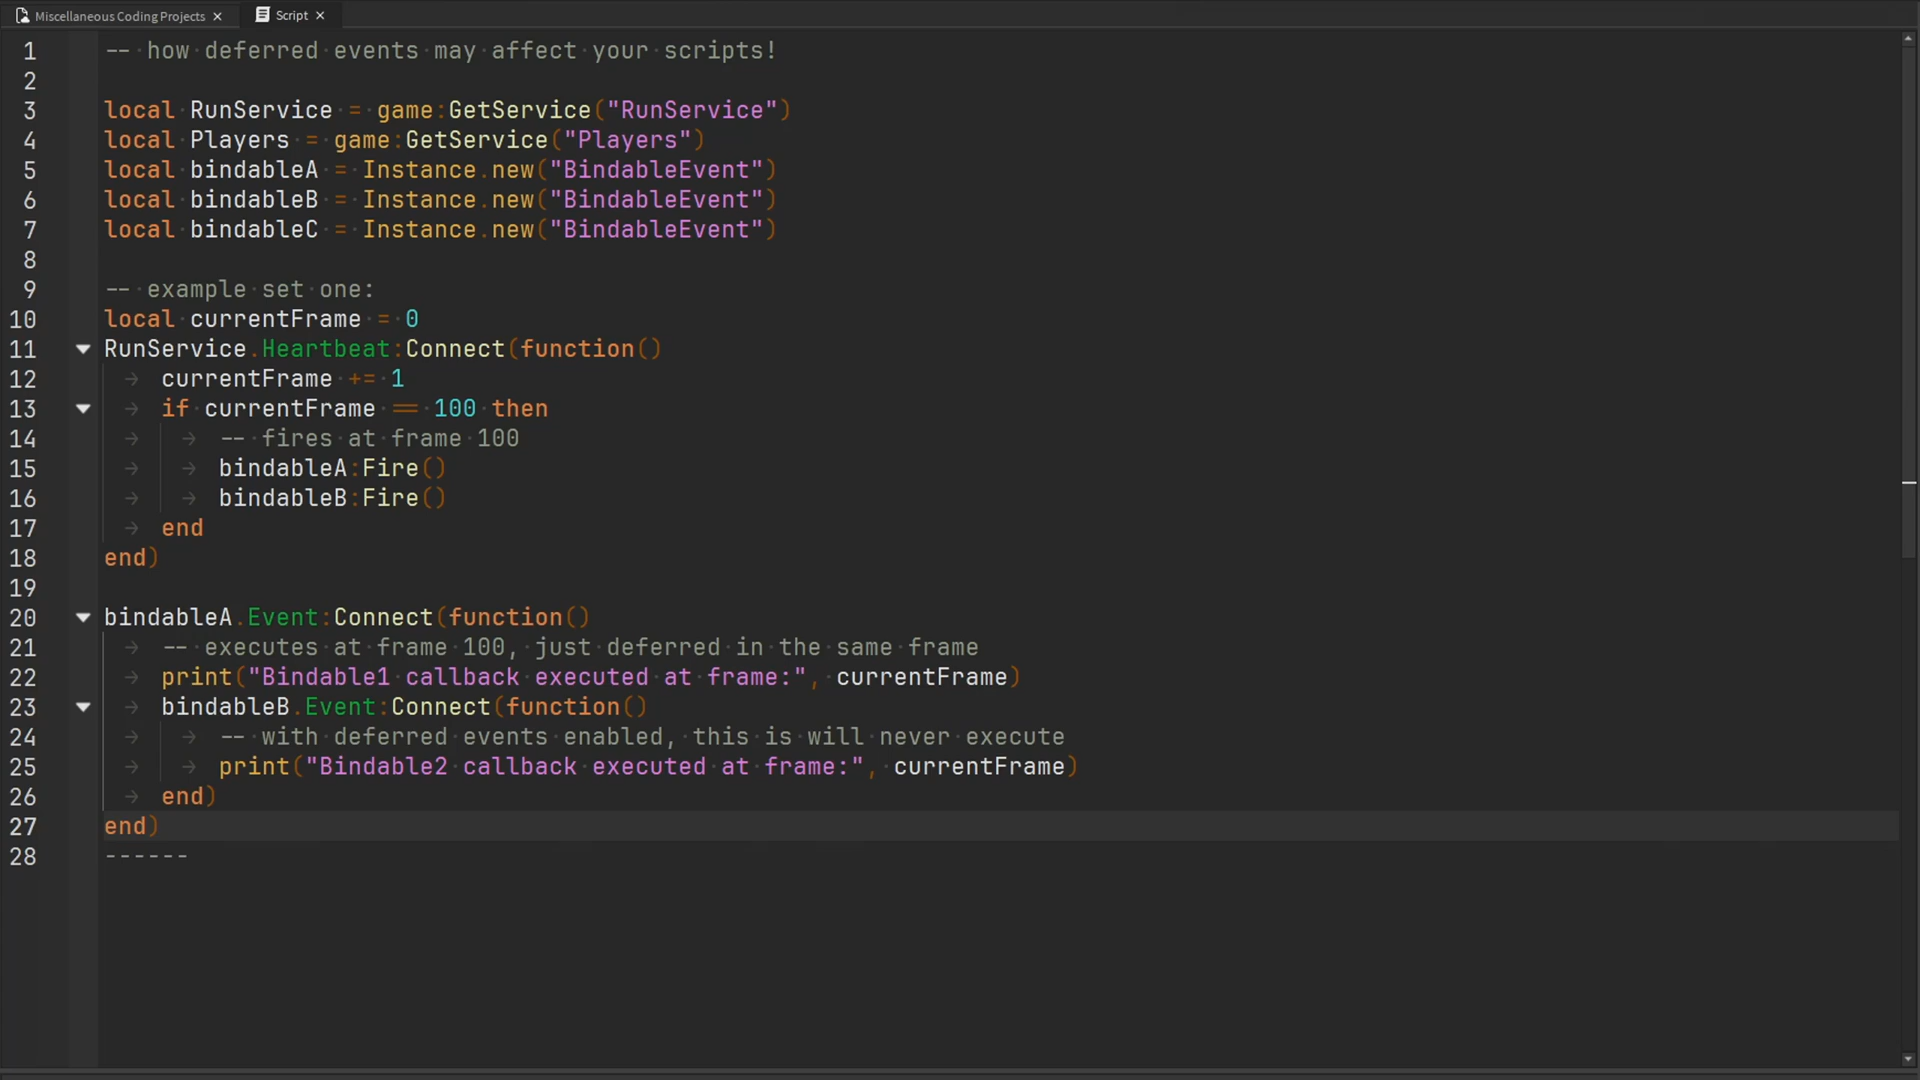 Miscellaneous Coding Projects × Script ×
1 -- how deferred events may affect your scripts!
2
3 local RunService = game:GetService("RunService")
4 local Players = game:GetService("Players")
5 local bindableA = Instance.new("BindableEvent")
6 local bindableB = Instance.new("BindableEvent")
7 local bindableC = Instance.new("BindableEvent")
8
9 -- example set one:
10 local currentFrame = 0
11 RunService.Heartbeat:Connect(function()
12 currentFrame += 1
13 if currentFrame == 100 then
14 -- fires at frame 100
15 bindableA:Fire()
16 bindableB:Fire()
17 end
18 end)
19
20 bindableA.Event:Connect(function()
21 -- executes at frame 100, just deferred in the same frame
22 print("Bindable1 callback executed at frame:", currentFrame)
23 bindableB.Event:Connect(function()
24 -- with deferred events enabled, this is will never execute
25 print("Bindable2 callback executed at frame:", currentFrame)
26 end)
27 end)
28 ------